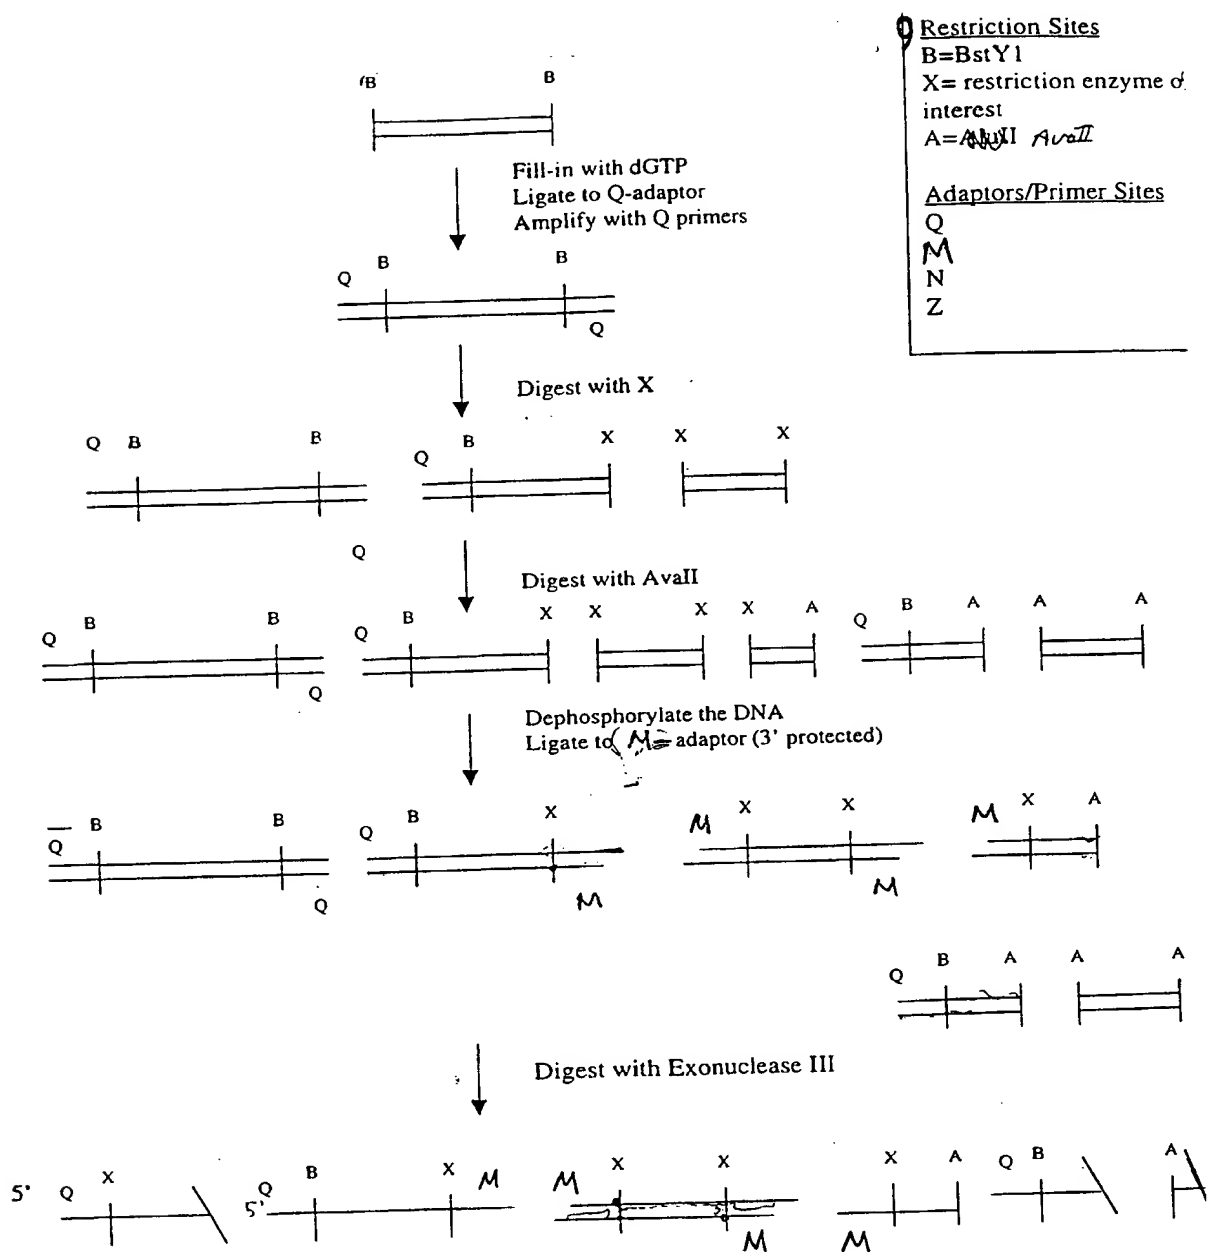 Restriction Sites
B=BstY1
X= restriction enzyme of
interest
A= AvaII
Adaptors/Primer Sites
Q
M
N
Z
B B
Fill-in with dGTP
Ligate to Q-adaptor
Amplify with Q primers
Q B B
Q
Digest with X
Q B B Q B X X X
Q
Digest with AvaII
Q B B Q B X X X X A Q B A A A
Q
Dephosphorylate the DNA
Ligate to M adaptor (3' protected)
Q B B Q B X M X X M X A
Q M M
Q B A A A
Digest with Exonuclease III
5' Q X 5' Q B X M M X X X A Q B A
M M